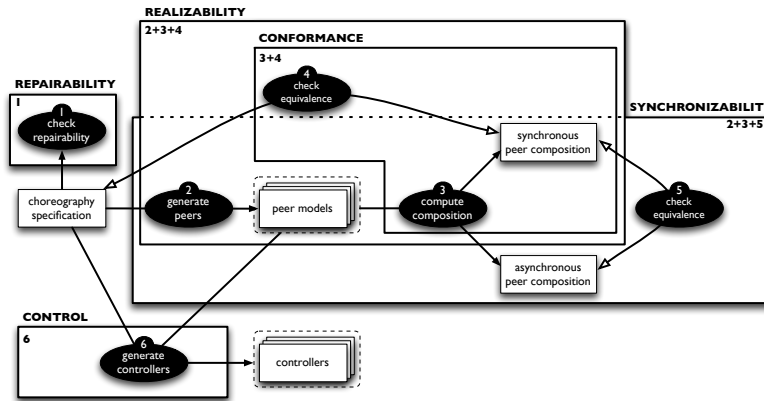 REALIZABILITY
2+3+4
CONFORMANCE
3+4
4
check
equivalence
REPAIRABILITY
1
1
check
repairability
SYNCHRONIZABILIT
2+3+5
synchronous
peer composition
choreography
specification
2
generate
peers
peer models
3
compute
composition
5
check
equivalence
asynchronous
peer composition
CONTROL
6
6
generate
controllers
controllers